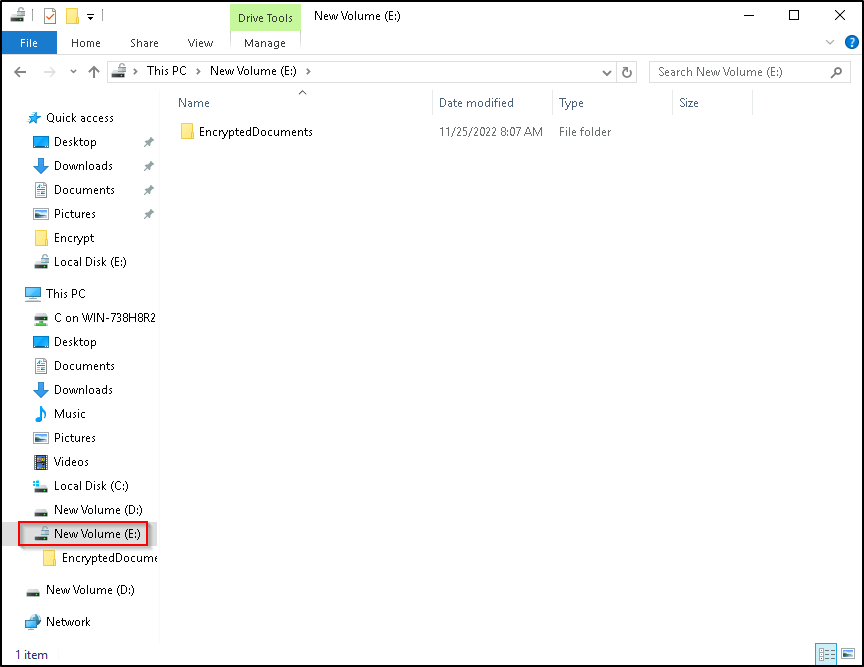 Drive Tools
New Volume (E:)
File
Home
Share
View
Manage
?
This PC
New Volume (E:)
Search New Volume (E:)
Name
Date modified
Type
Size
EncryptedDocuments
11/25/2022 8:07 AM
File folder
Quick access
Desktop
Downloads
Documents
Pictures
Encrypt
Local Disk (E:)
This PC
C on WIN-738H8R2
Desktop
Documents
Downloads
Music
Pictures
Videos
Local Disk (C:)
New Volume (D:)
New Volume (E:)
EncryptedDocume
New Volume (D:)
Network
1 item